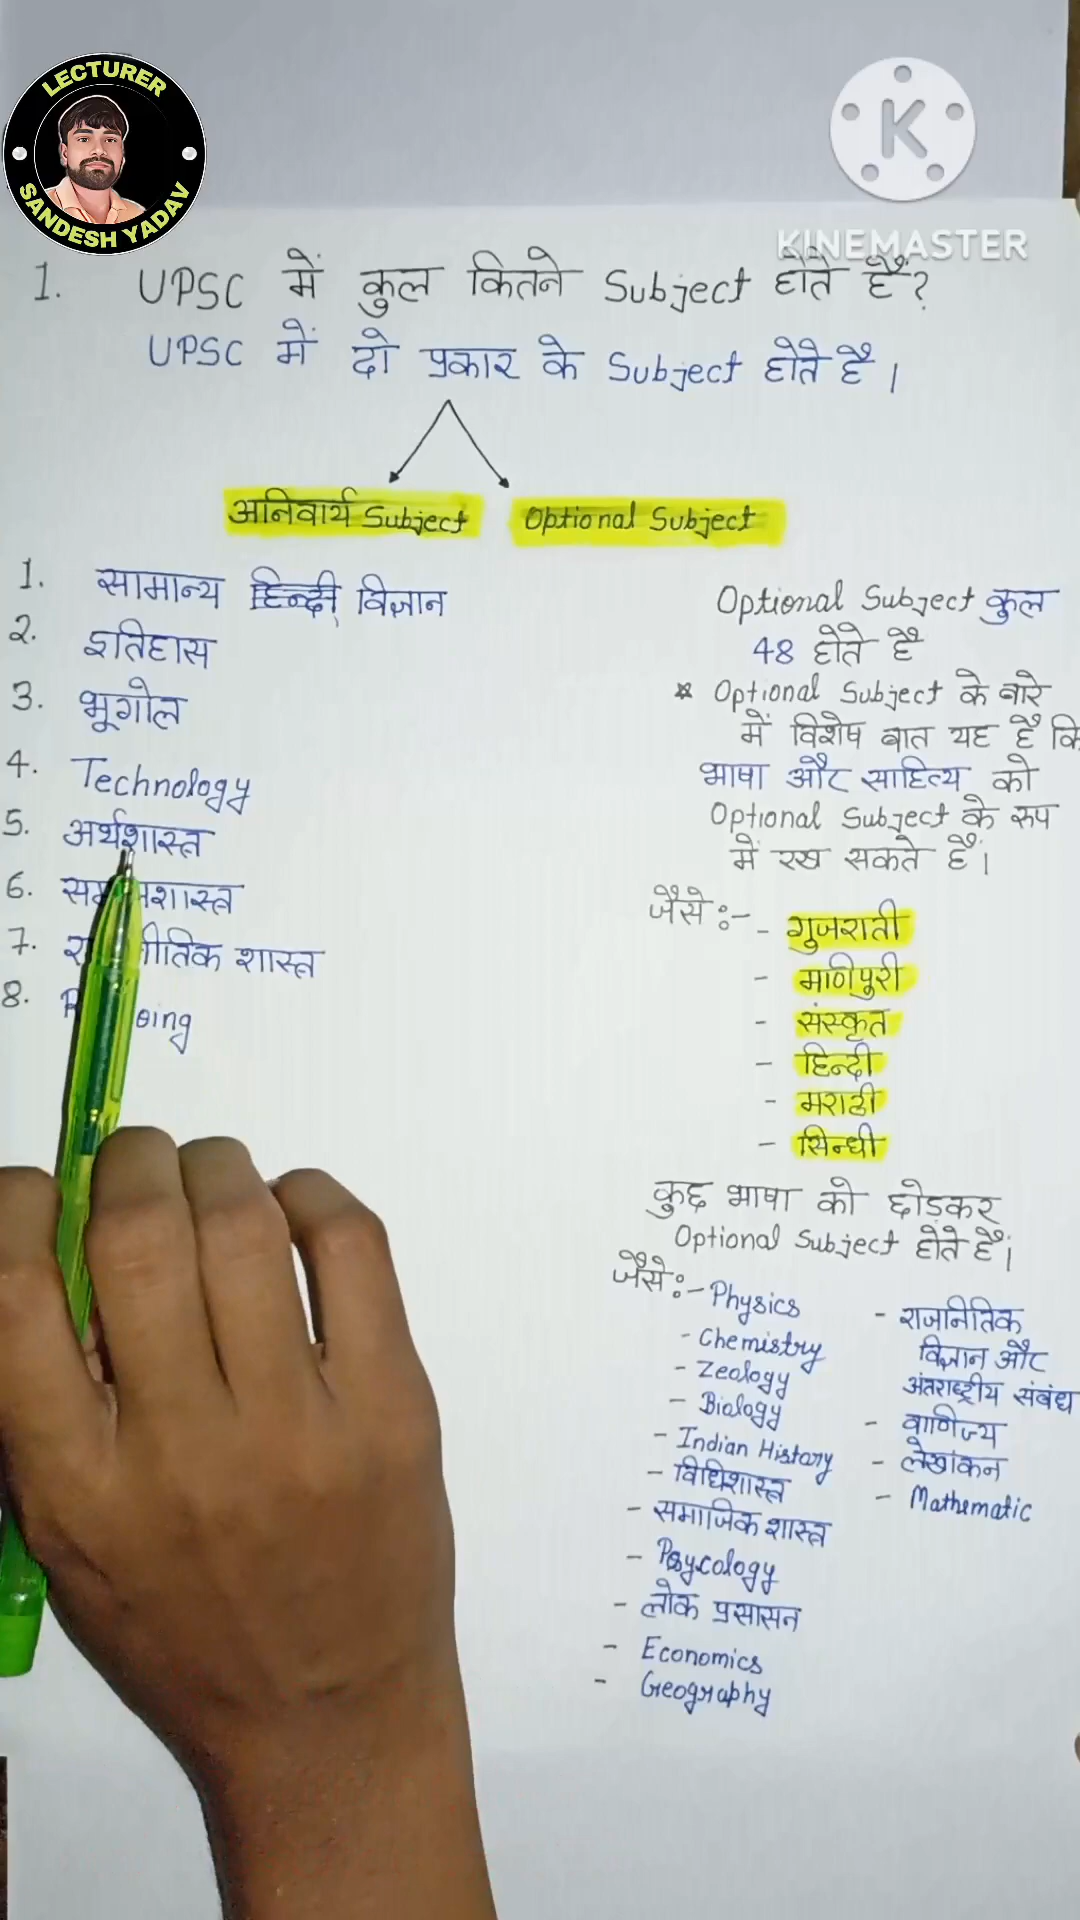 LECTURER
SANDESH YADAV
K
KINEMASTER
1. UPSC में कुल कितने Subject होते हैं?
UPSC में दो प्रकार के Subject होते है।
अनिवार्य Subject
Optional Subject
1. सामान्य हिन्दी विज्ञान
2. इतिहास
3. भूगोल
4. Technology
5. अर्थशास्त्र
6. शास्त्र
7. शास्त्र
8.
Optional Subject कुल
48 होते है
* Optional Subject के बारे
में विशेष बात यह है कि
भाषा और साहित्य को
Optional Subject के रूप
में रख सकते हैं।
जैसे:-
- गुजराती
- मणिपुरी
- संस्कृत
- हिन्दी
- मराठी
- सिन्धी
कुछ भाषा को छोड़कर
Optional Subject होते हैं।
जैसे:- Physics
- Chemistry
- Zeology
- Biology
- Indian History
- विधिशास्त्र
- समाजिक शास्त्र
- Psycology
- लोक प्रसासन
- Economics
- Geography
- राजनितिक
विज्ञान और
अंतराष्ट्रीय संबंध
- वाणिज्य
- लेखांकन
- Mathematic